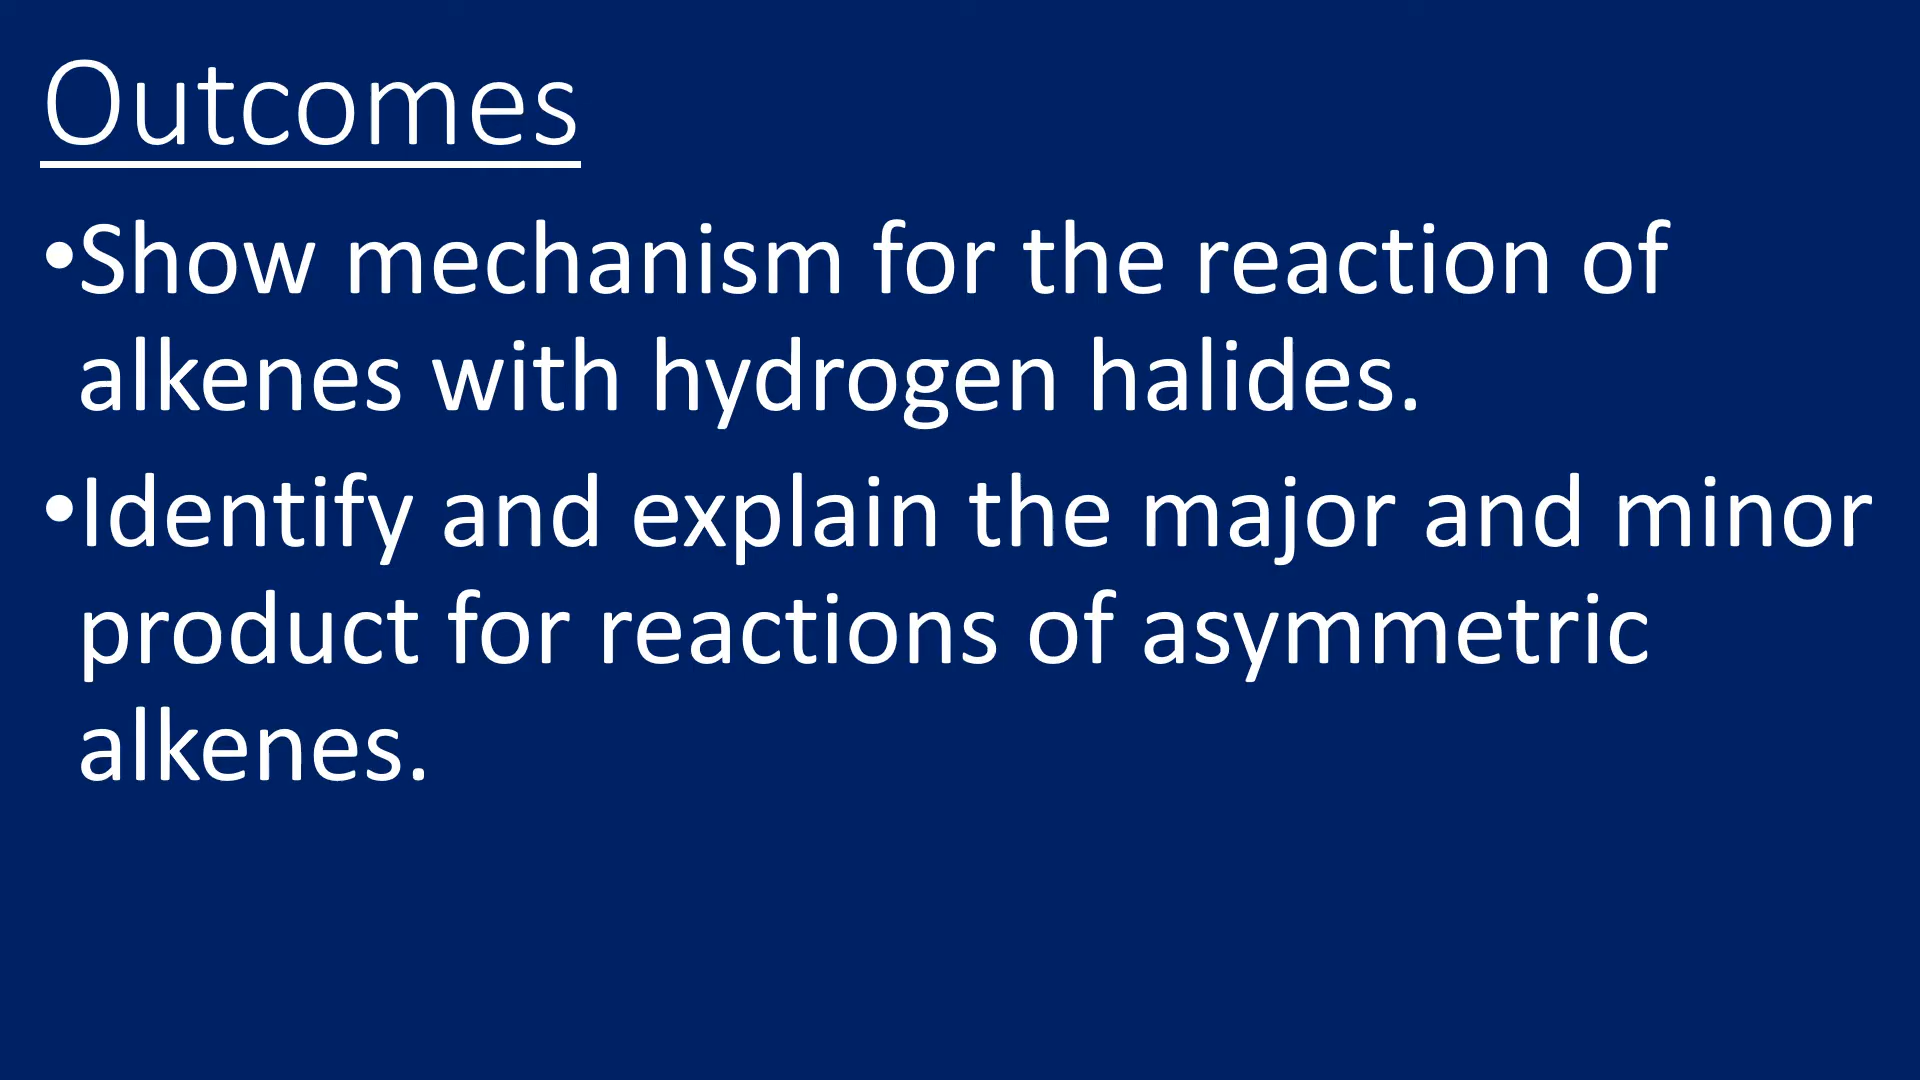 Outcomes
•Show mechanism for the reaction of
alkenes with hydrogen halides.
•Identify and explain the major and minor
product for reactions of asymmetric
alkenes.